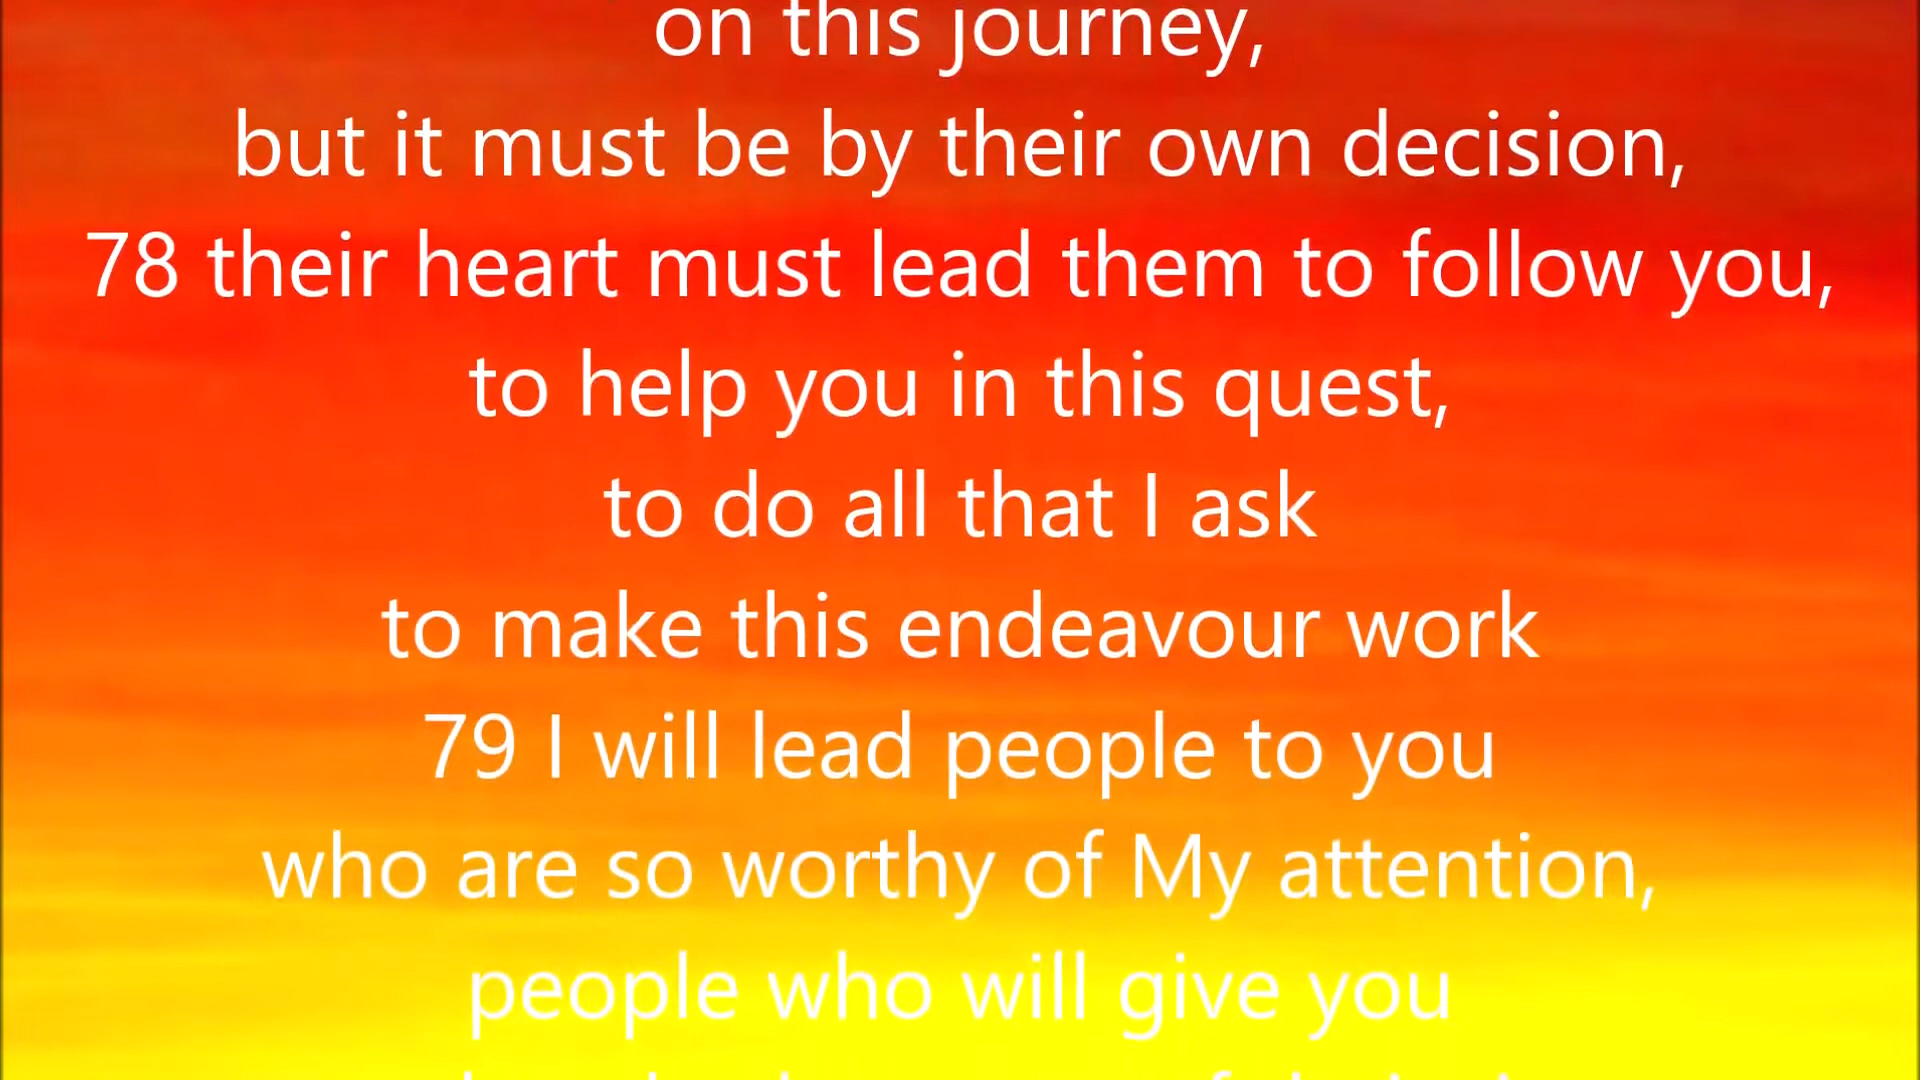 on this journey,
but it must be by their own decision,
78 their heart must lead them to follow you,
to help you in this quest,
to do all that I ask
to make this endeavour work
79 I will lead people to you
who are so worthy of My attention,
people who will give you